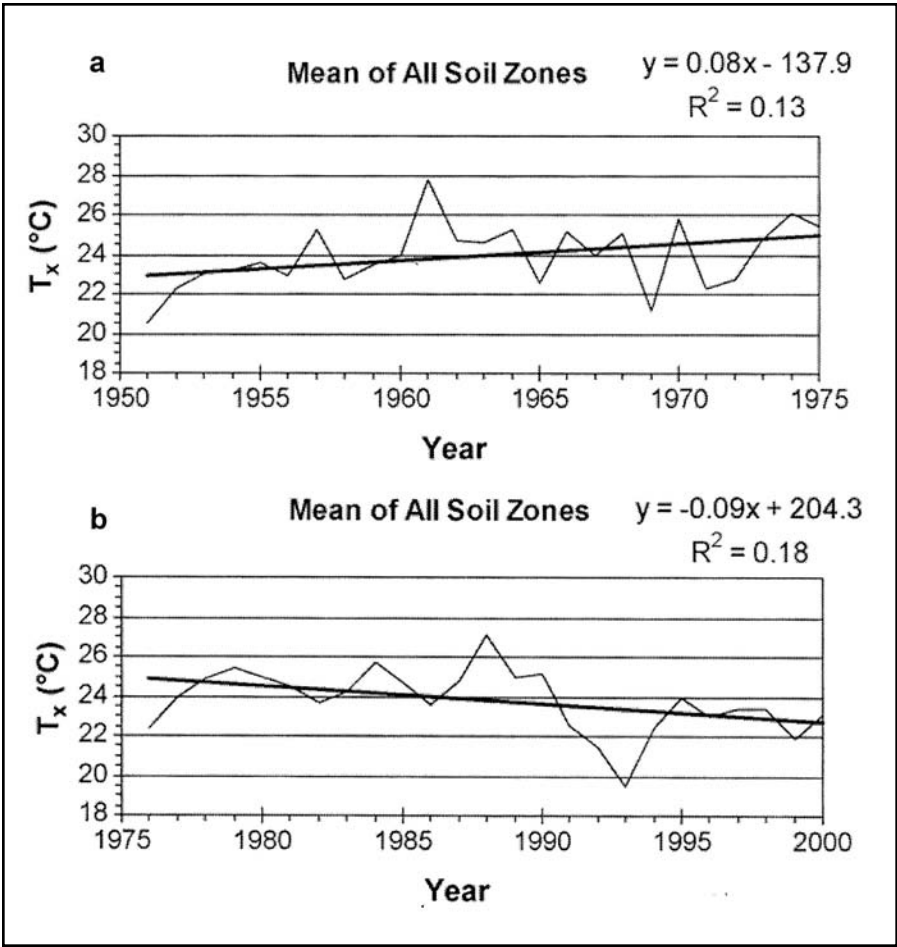 a
Mean of All Soil Zones
y = 0.08x - 137.9
R² = 0.13
30
28
26
24
22
20
18
Tₓ (°C)
1950 1955 1960 1965 1970 1975
Year
b
Mean of All Soil Zones
y = -0.09x + 204.3
R² = 0.18
30
28
26
24
22
20
18
Tₓ (°C)
1975 1980 1985 1990 1995 2000
Year